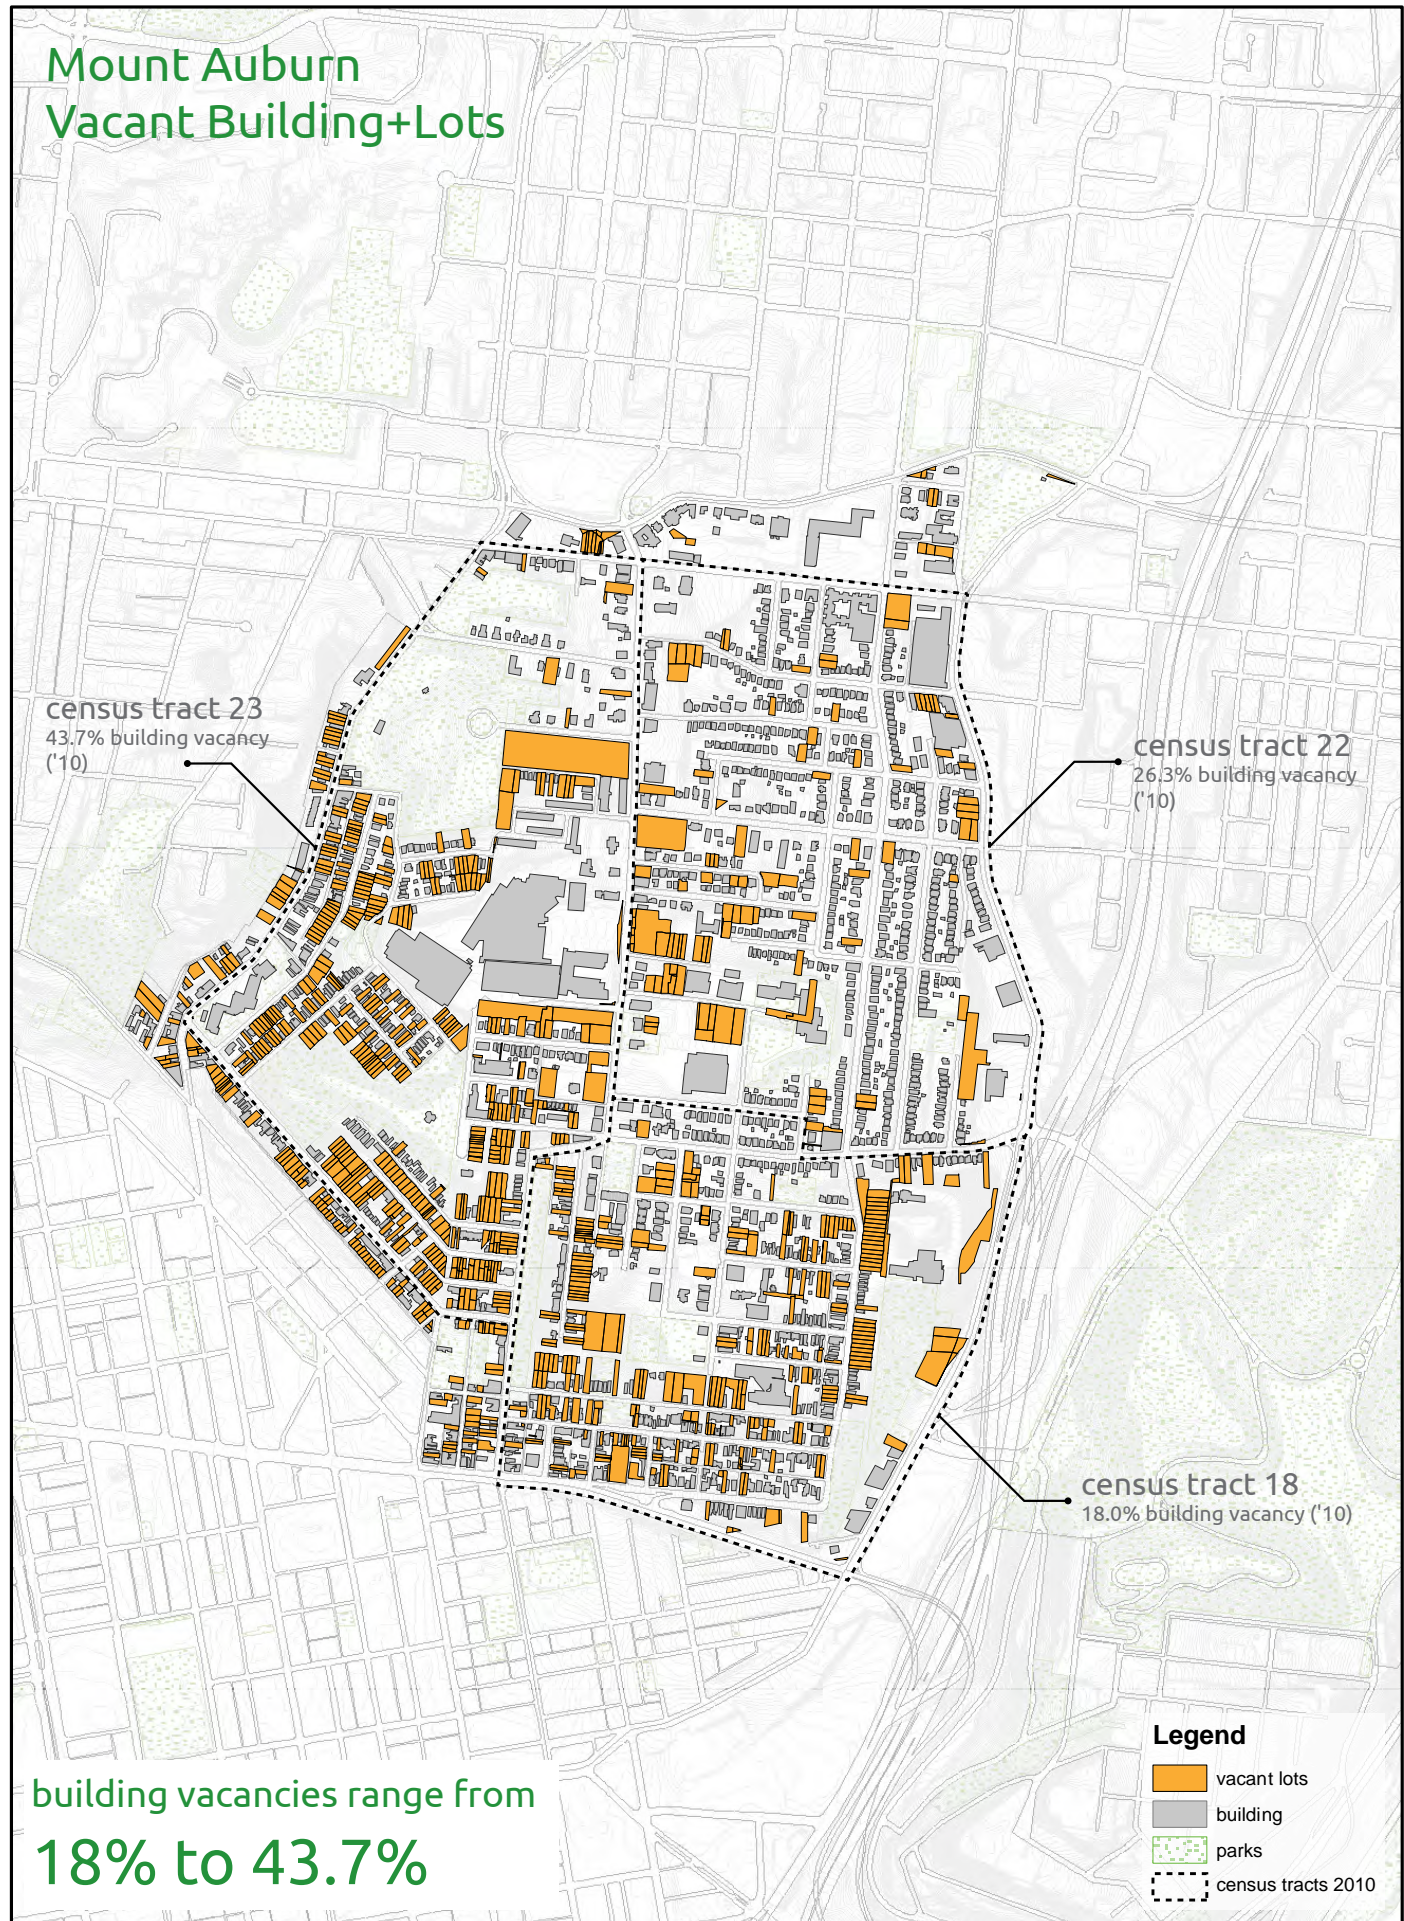 Mount Auburn
Vacant Building+Lots
census tract 23
43.7% building vacancy
('10)
census tract 22
26.3% building vacancy
('10)
census tract 18
18.0% building vacancy ('10)
building vacancies range from
18% to 43.7%
Legend
vacant lots
building
parks
census tracts 2010